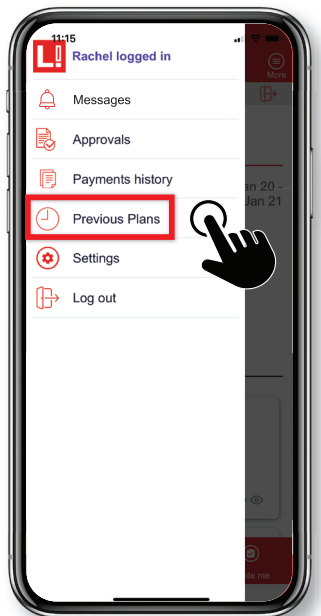 11:15
L!
Rachel logged in
More
Messages
Approvals
Payments history
an 20 -
Jan 21
Previous Plans
Settings
Log out
de me